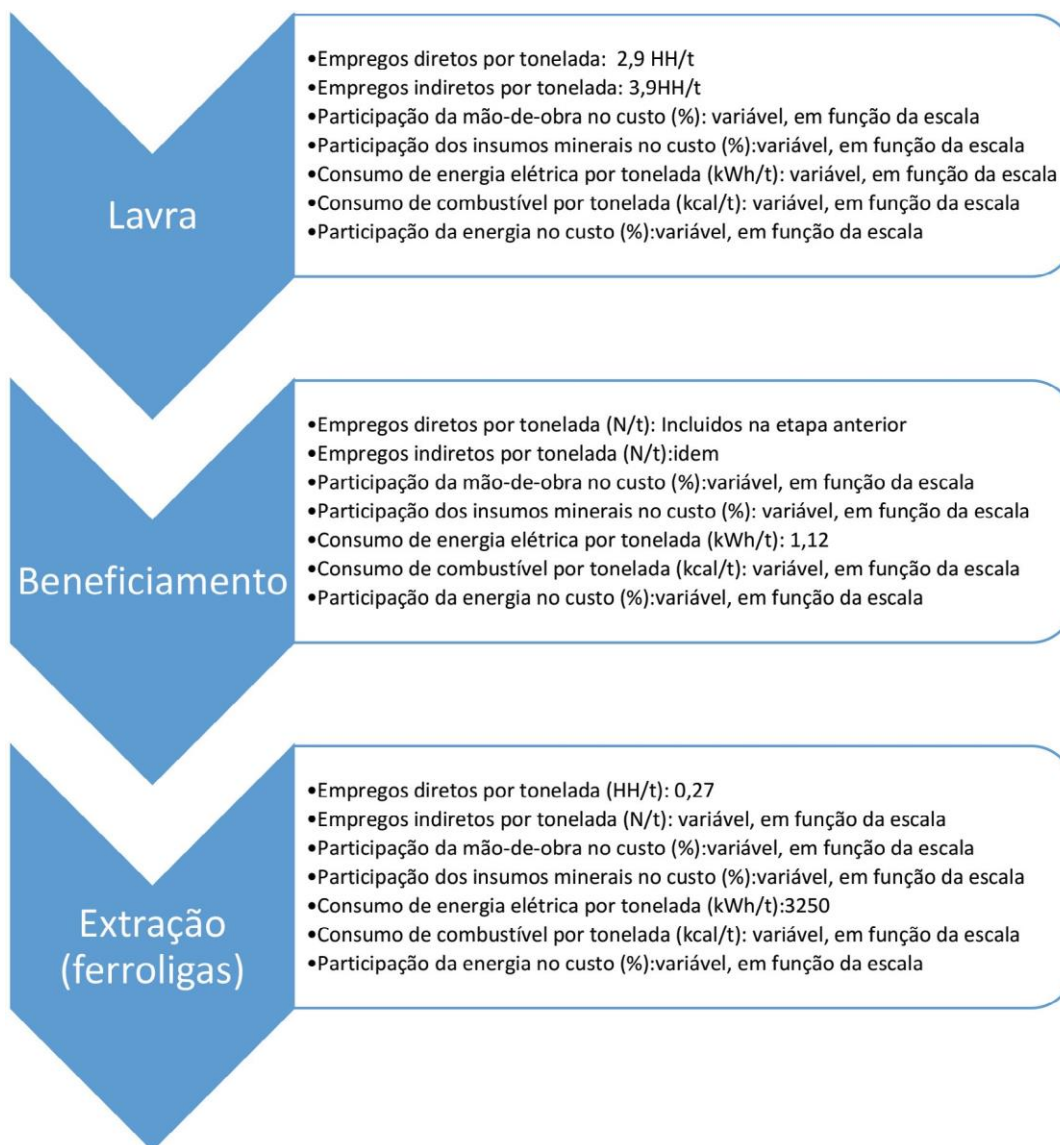 Lavra
•Empregos diretos por tonelada:  2,9 HH/t
•Empregos indiretos por tonelada: 3,9HH/t
•Participação da mão-de-obra no custo (%): variável, em função da escala
•Participação dos insumos minerais no custo (%):variável, em função da escala
•Consumo de energia elétrica por tonelada (kWh/t): variável, em função da escala
•Consumo de combustível por tonelada (kcal/t): variável, em função da escala
•Participação da energia no custo (%):variável, em função da escala
Beneficiamento
•Empregos diretos por tonelada (N/t): Incluidos na etapa anterior
•Empregos indiretos por tonelada (N/t):idem
•Participação da mão-de-obra no custo (%):variável, em função da escala
•Participação dos insumos minerais no custo (%): variável, em função da escala
•Consumo de energia elétrica por tonelada (kWh/t): 1,12
•Consumo de combustível por tonelada (kcal/t): variável, em função da escala
•Participação da energia no custo (%):variável, em função da escala
Extração
(ferroligas)
•Empregos diretos por tonelada (HH/t): 0,27
•Empregos indiretos por tonelada (N/t): variável, em função da escala
•Participação da mão-de-obra no custo (%):variável, em função da escala
•Participação dos insumos minerais no custo (%):variável, em função da escala
•Consumo de energia elétrica por tonelada (kWh/t):3250
•Consumo de combustível por tonelada (kcal/t): variável, em função da escala
•Participação da energia no custo (%):variável, em função da escala